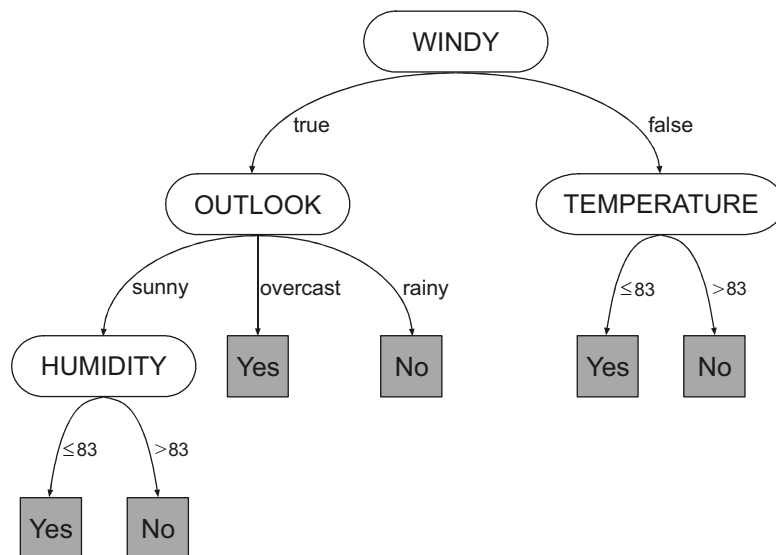 WINDY
true
false
OUTLOOK
TEMPERATURE
sunny
overcast
rainy
≤83
>83
HUMIDITY
Yes
No
Yes
No
≤83
>83
Yes
No